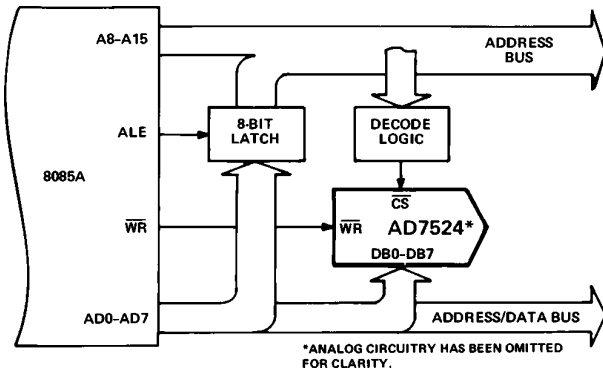 A8–A15
ADDRESS
BUS
ALE
8-BIT
LATCH
DECODE
LOGIC
8085A
CS
WR
WR
AD7524*
DB0–DB7
AD0–AD7
ADDRESS/DATA BUS
*ANALOG CIRCUITRY HAS BEEN OMITTED
FOR CLARITY.